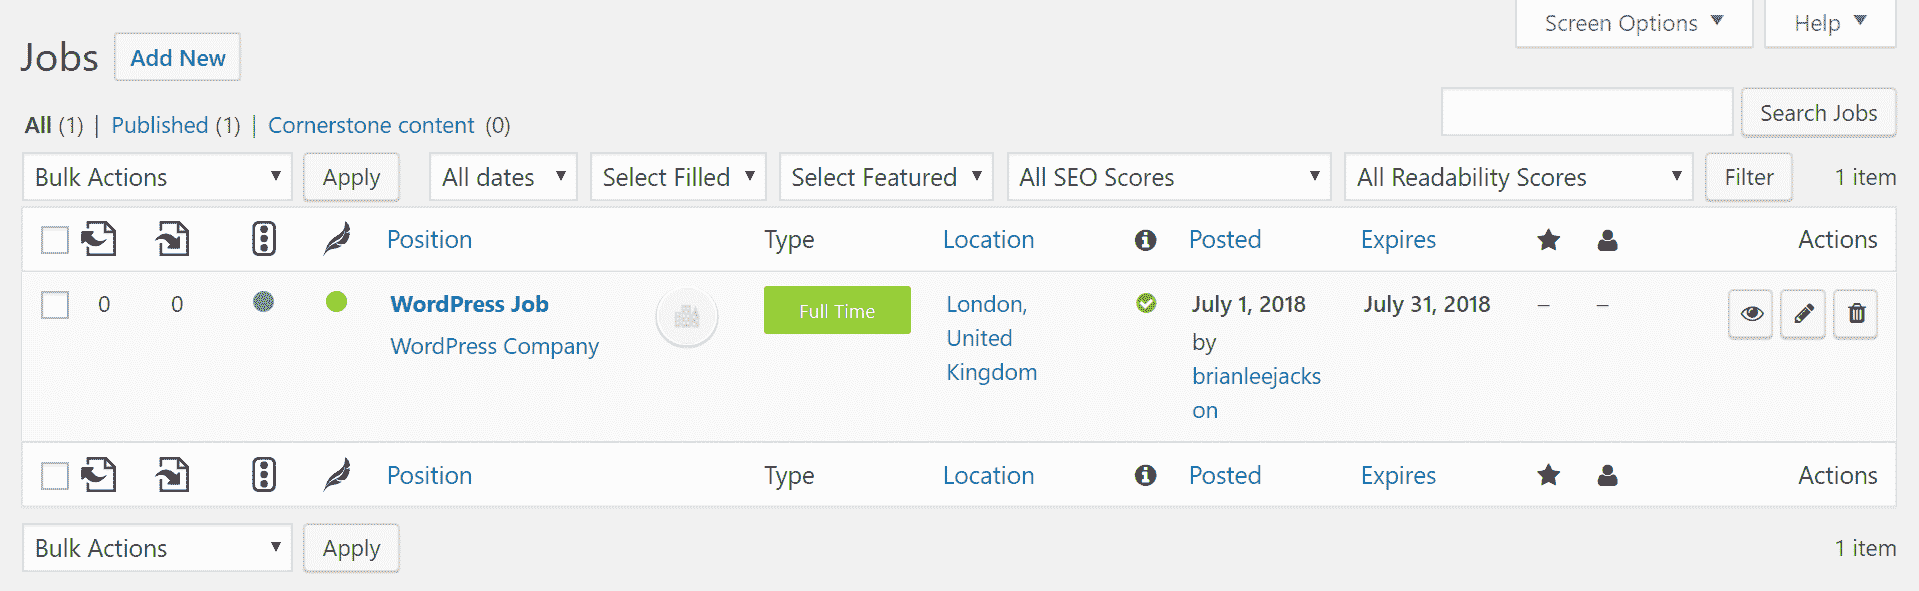 Screen Options ▼ Help ▼
Jobs Add New
Search Jobs
All (1) | Published (1) | Cornerstone content (0)
Bulk Actions Apply All dates Select Filled Select Featured All SEO Scores All Readability Scores Filter 1 item
Position Type Location Posted Expires Actions
0 0 WordPress Job Full Time London, July 1, 2018 July 31, 2018 – –
WordPress Company United by
Kingdom brianleejacks
on
Position Type Location Posted Expires Actions
Bulk Actions Apply 1 item